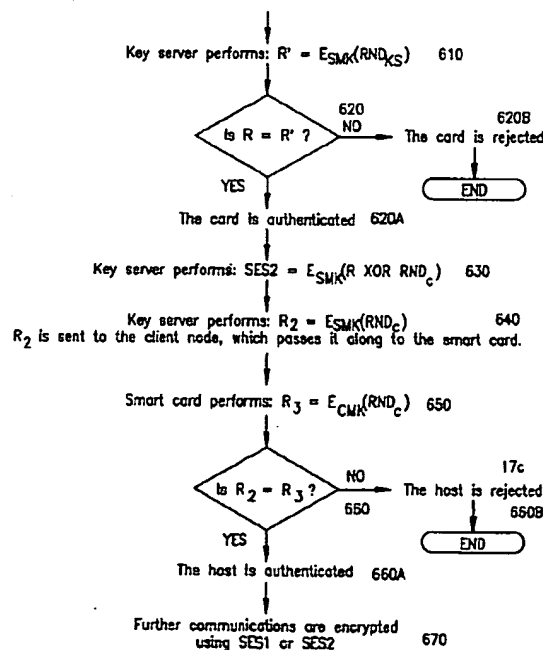 Key server performs: R' = E_SMK(RND_KS) 610
Is R = R' ?
620
NO
620B
The card is rejected
END
YES
The card is authenticated 620A
Key server performs: SES2 = E_SMK(R XOR RND_c) 630
Key server performs: R_2 = E_SMK(RND_c) 640
R_2 is sent to the client node, which passes it along to the smart card.
Smart card performs: R_3 = E_CMK(RND_c) 650
Is R_2 = R_3 ?
NO
660
17c
The host is rejected
660B
END
YES
The host is authenticated 660A
Further communications are encrypted
using SES1 or SES2 670